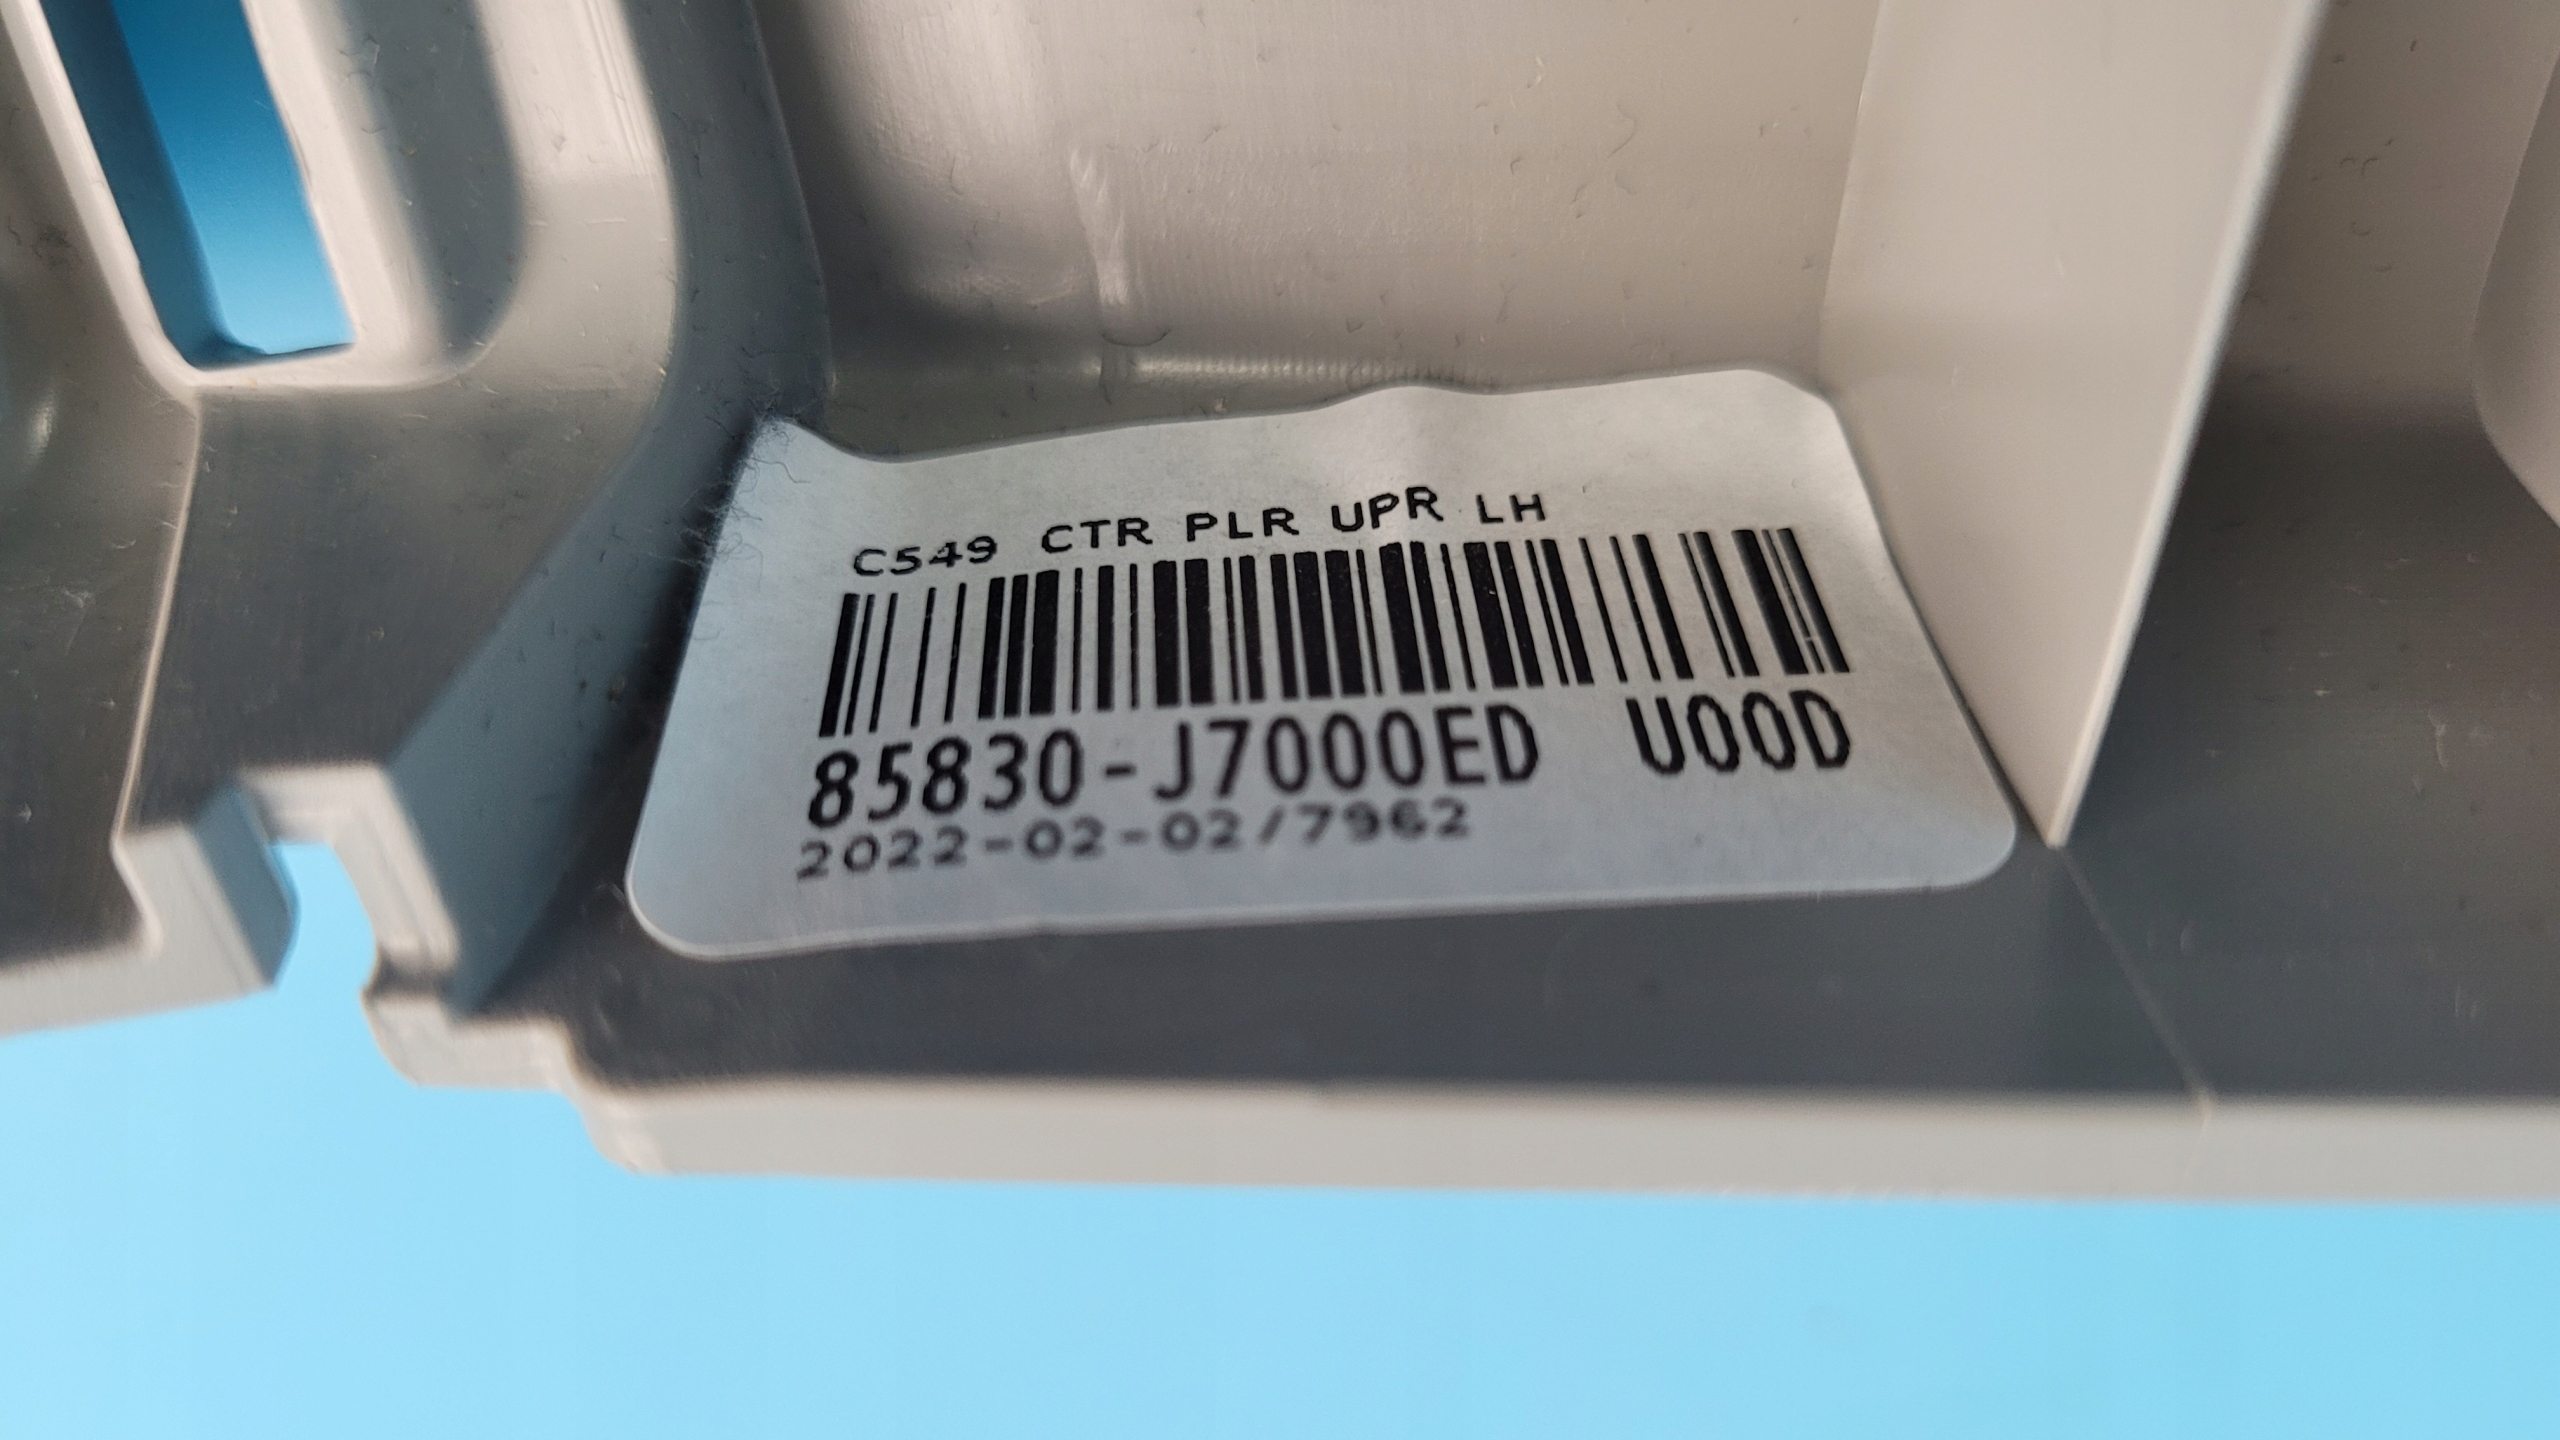 C549 CTR PLR UPR LH
85830-J7000ED U00D
2022-02-02/7962